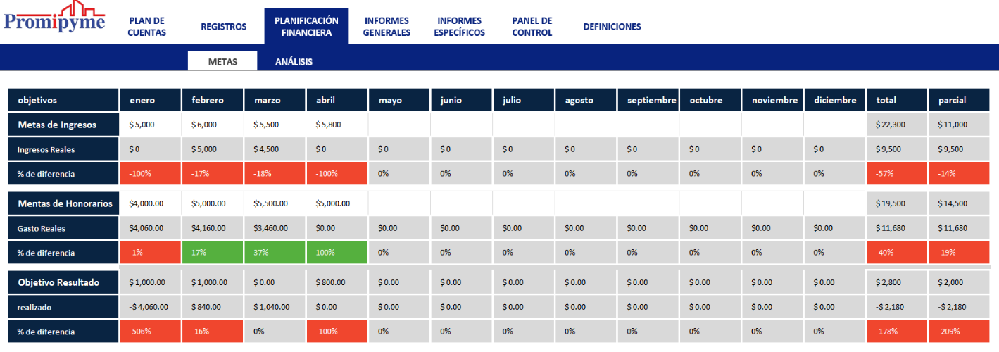 Promipyme
PLAN DE
CUENTAS
REGISTROS
PLANIFICACIÓN
FINANCIERA
INFORMES
GENERALES
INFORMES
ESPECÍFICOS
PANEL DE
CONTROL
DEFINICIONES
METAS ANÁLISIS
objetivos enero febrero marzo abril mayo junio julio agosto septiembre octubre noviembre diciembre total parcial
Metas de Ingresos $ 5,000 $ 6,000 $ 5,500 $ 5,800 $ 22,300 $ 11,000
Ingresos Reales $ 0 $ 5,000 $ 4,500 $ 0 $ 0 $ 0 $ 0 $ 0 $ 0 $ 0 $ 0 $ 0 $ 9,500 $ 9,500
% de diferencia -100% -17% -18% -100% 0% 0% 0% 0% 0% 0% 0% 0% -57% -14%
Mentas de Honorarios $4,000.00 $5,000.00 $5,500.00 $5,000.00 $ 19,500 $ 14,500
Gasto Reales $4,060.00 $4,160.00 $3,460.00 $0.00 $0.00 $0.00 $0.00 $0.00 $0.00 $0.00 $0.00 $0.00 $ 11,680 $ 11,680
% de diferencia -1% 17% 37% 100% 0% 0% 0% 0% 0% 0% 0% 0% -40% -19%
Objetivo Resultado $ 1,000.00 $ 1,000.00 $ 0.00 $ 800.00 $ 0.00 $ 0.00 $ 0.00 $ 0.00 $ 0.00 $ 0.00 $ 0.00 $ 0.00 $ 2,800 $ 2,000
realizado -$ 4,060.00 $ 840.00 $ 1,040.00 $ 0.00 $ 0.00 $ 0.00 $ 0.00 $ 0.00 $ 0.00 $ 0.00 $ 0.00 $ 0.00 -$ 2,180 -$ 2,180
% de diferencia -506% -16% 0% -100% 0% 0% 0% 0% 0% 0% 0% 0% -178% -209%